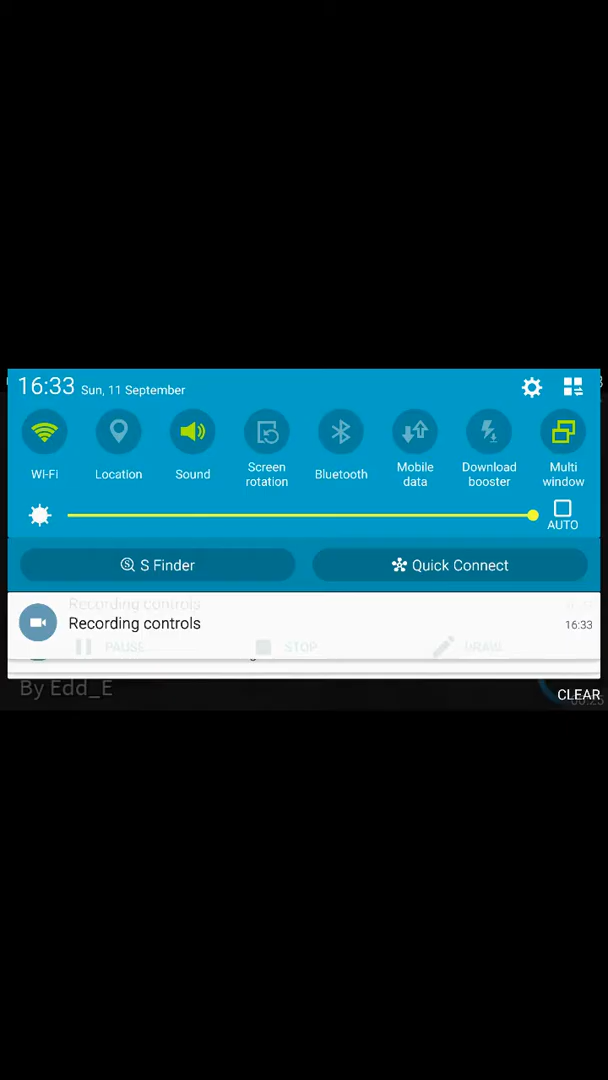 16:33 Sun, 11 September
Wi-Fi
Location
Sound
Screen rotation
Bluetooth
Mobile data
Download booster
Multi window
AUTO
S Finder
Quick Connect
Recording controls
Recording controls
16:33
PAUSE
STOP
DRAW
By Edd_E
CLEAR